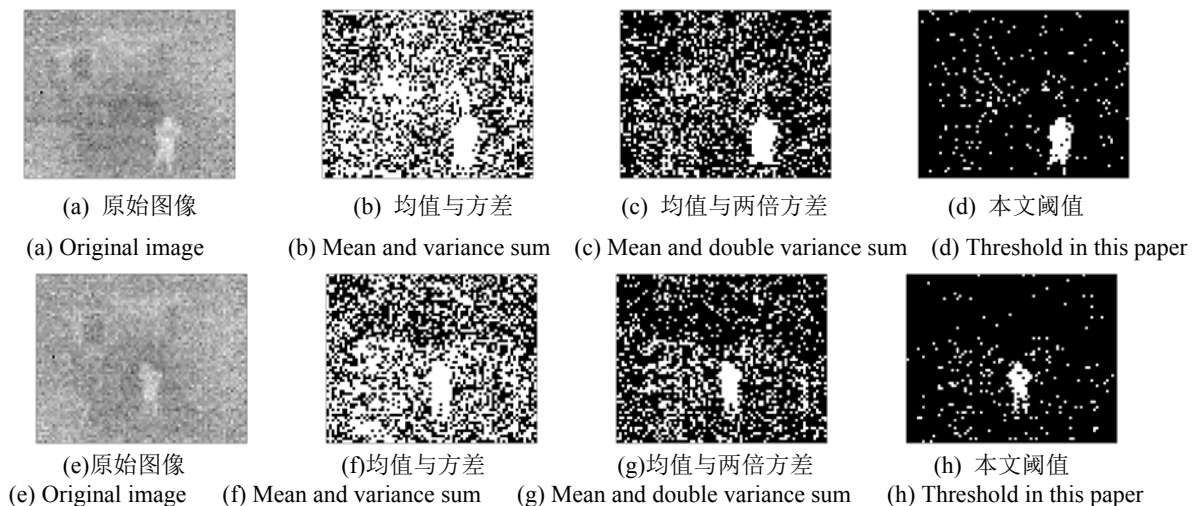 (a) 原始图像 (b) 均值与方差 (c) 均值与两倍方差 (d) 本文阈值
(a) Original image (b) Mean and variance sum (c) Mean and double variance sum (d) Threshold in this paper
(e)原始图像 (f)均值与方差 (g)均值与两倍方差 (h) 本文阈值
(e) Original image (f) Mean and variance sum (g) Mean and double variance sum (h) Threshold in this paper